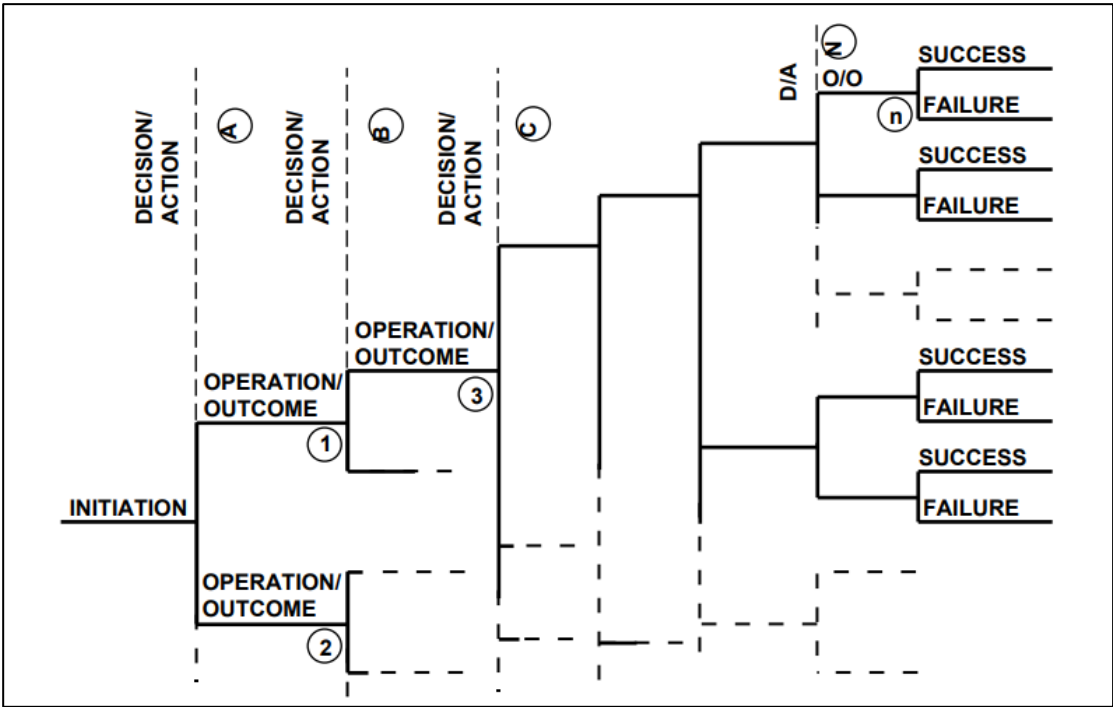 N
SUCCESS
D/A
O/O
FAILURE
n
A
B
C
DECISION/
ACTION
DECISION/
ACTION
DECISION/
ACTION
SUCCESS
FAILURE
OPERATION/
OUTCOME
3
SUCCESS
FAILURE
OPERATION/
OUTCOME
1
SUCCESS
FAILURE
INITIATION
OPERATION/
OUTCOME
2